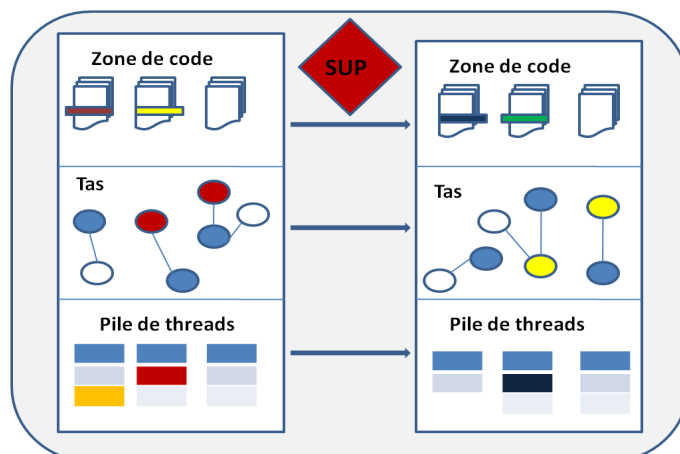 Zone de code
SUP
Zone de code
Tas
Tas
Pile de threads
Pile de threads